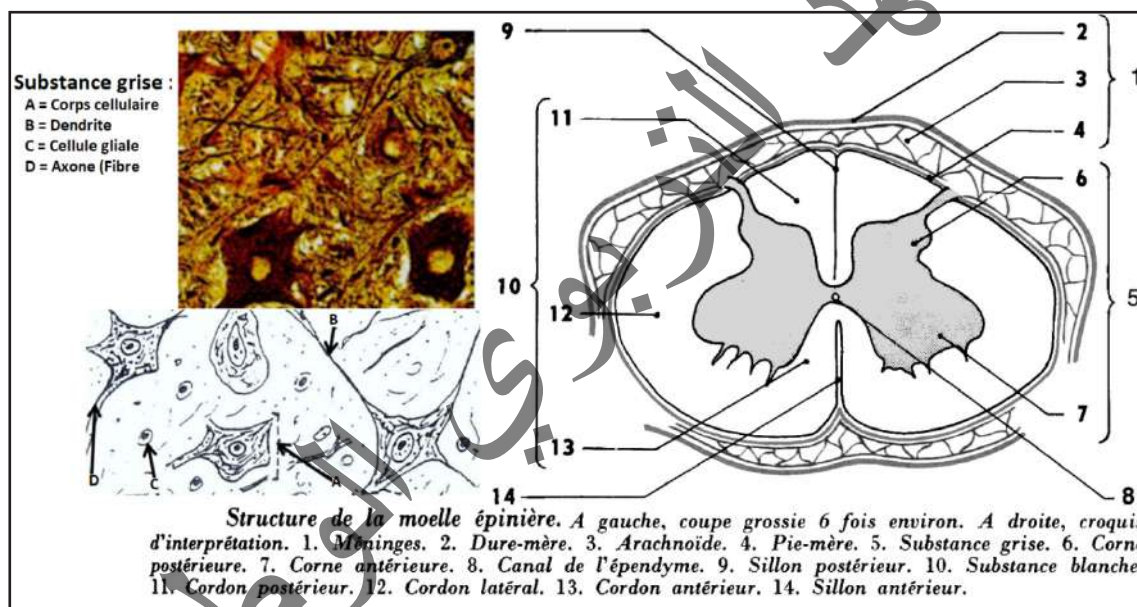 Substance grise :
A = Corps cellulaire
B = Dendrite
C = Cellule gliale
D = Axone (Fibre
B
D
C
A
9
2
1
3
11
4
6
10
12
5
13
7
14
8
Structure de la moelle épinière. A gauche, coupe grossie 6 fois environ. A droite, croquis
d'interprétation. 1. Méninges. 2. Dure-mère. 3. Arachnoïde. 4. Pie-mère. 5. Substance grise. 6. Corne
postérieure. 7. Corne antérieure. 8. Canal de l'épendyme. 9. Sillon postérieur. 10. Substance blanche.
11. Cordon postérieur. 12. Cordon latéral. 13. Cordon antérieur. 14. Sillon antérieur.